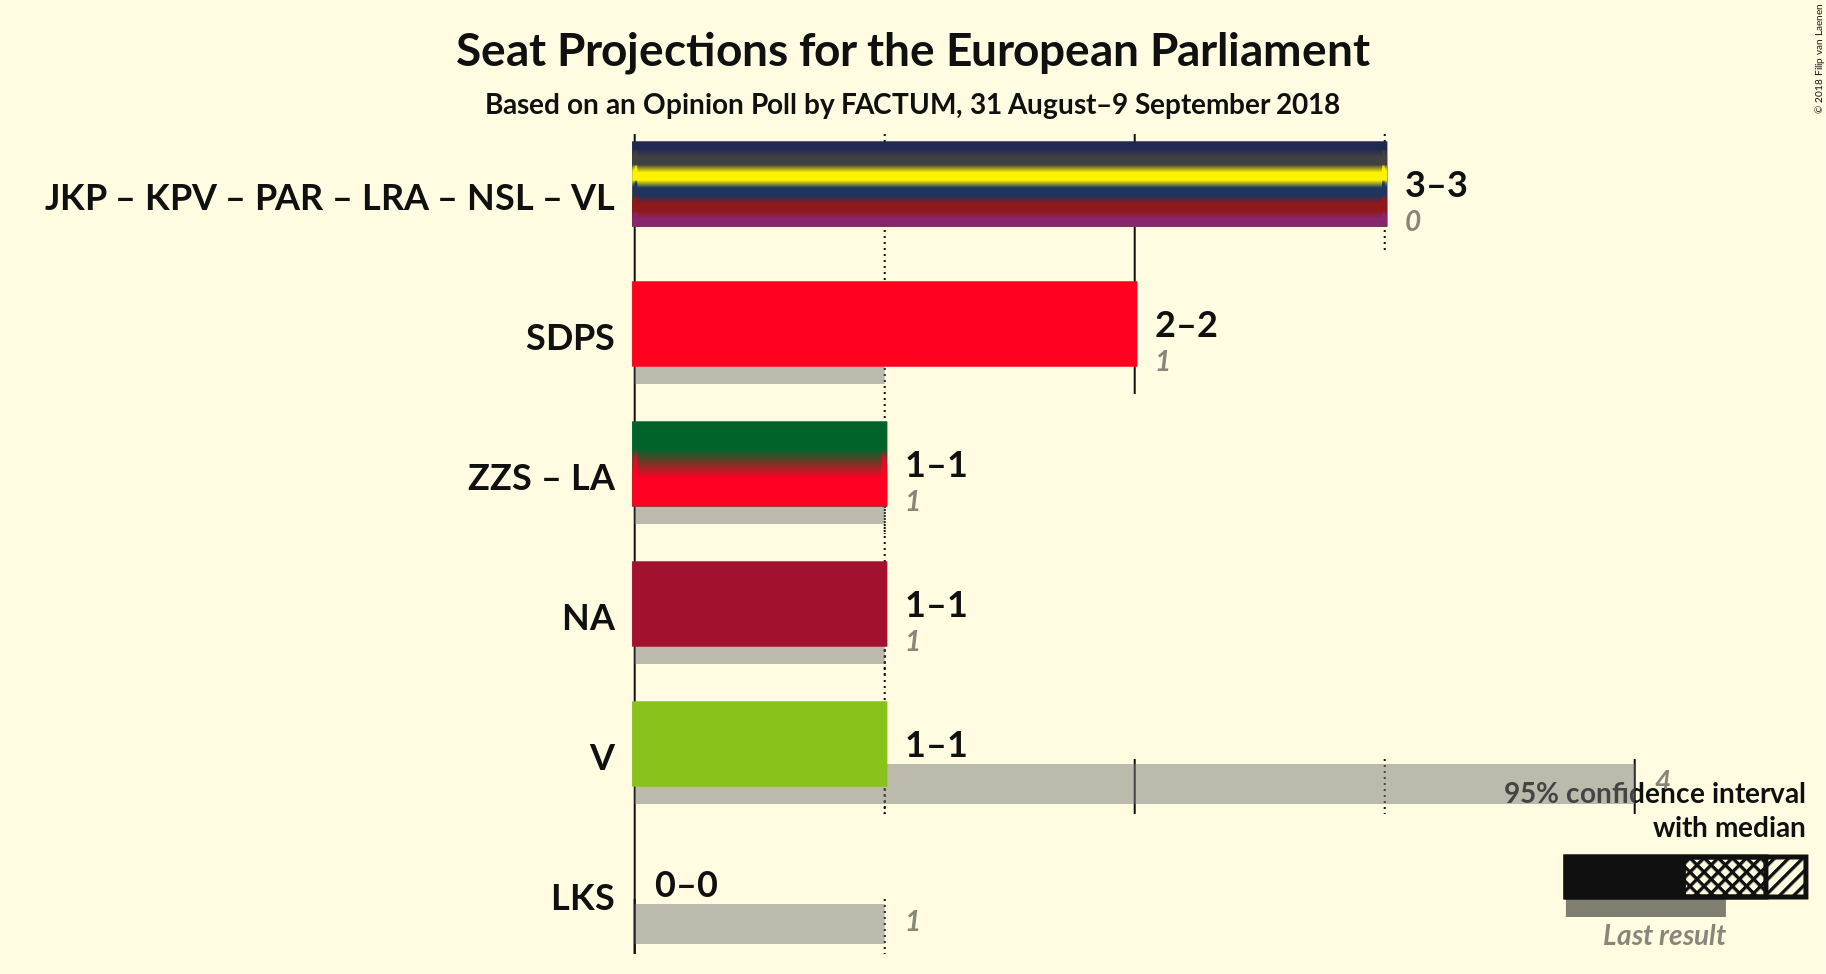 Seat Projections for the European Parliament
Based on an Opinion Poll by FACTUM, 31 August–9 September 2018
© 2018 Filip van Laenen
JKP – KPV – PAR – LRA – NSL – VL
3–3
0
SDPS
2–2
1
ZZS – LA
1–1
1
NA
1–1
1
V
1–1
4
LKS
0–0
1
95% confidence interval
with median
Last result